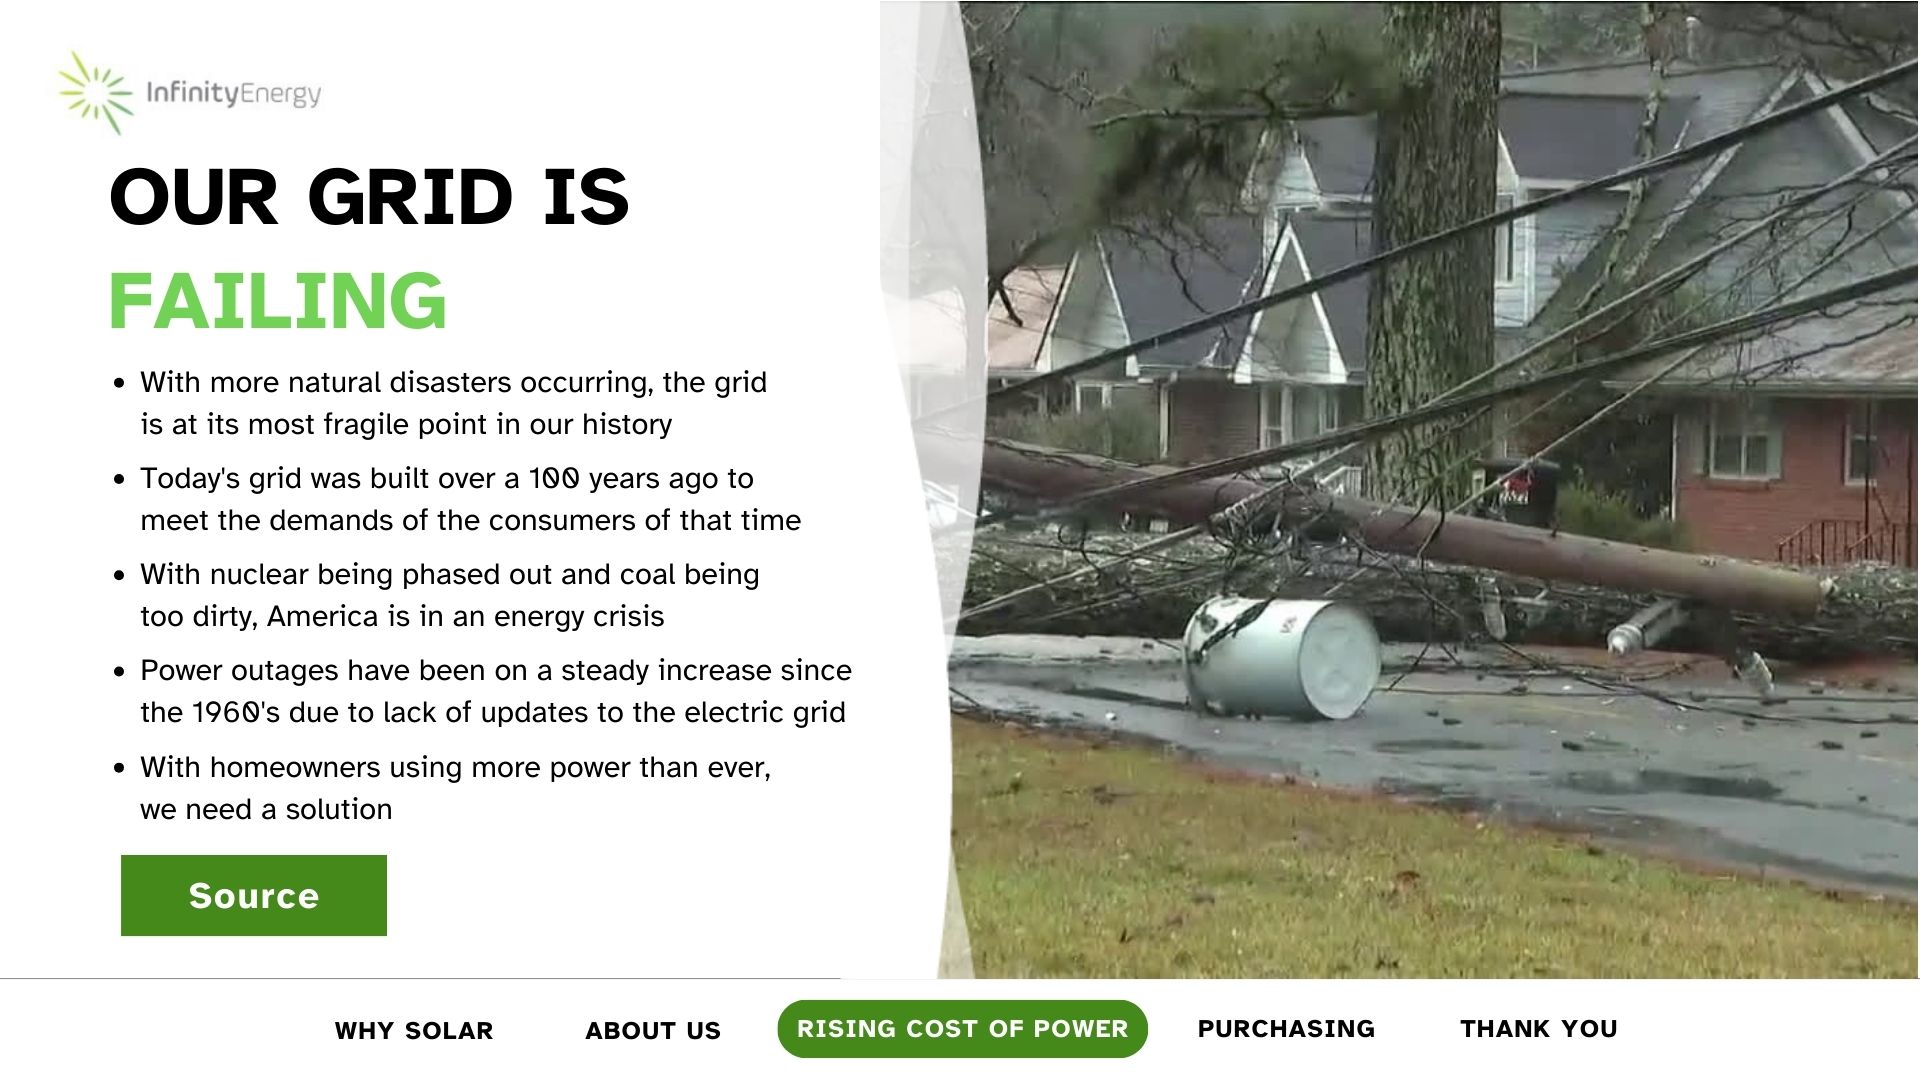 InfinityEnergy
OUR GRID IS
FAILING
• With more natural disasters occurring, the grid
is at its most fragile point in our history
• Today's grid was built over a 100 years ago to
meet the demands of the consumers of that time
• With nuclear being phased out and coal being
too dirty, America is in an energy crisis
• Power outages have been on a steady increase since
the 1960's due to lack of updates to the electric grid
• With homeowners using more power than ever,
we need a solution
Source
WHY SOLAR
ABOUT US
RISING COST OF POWER
PURCHASING
THANK YOU